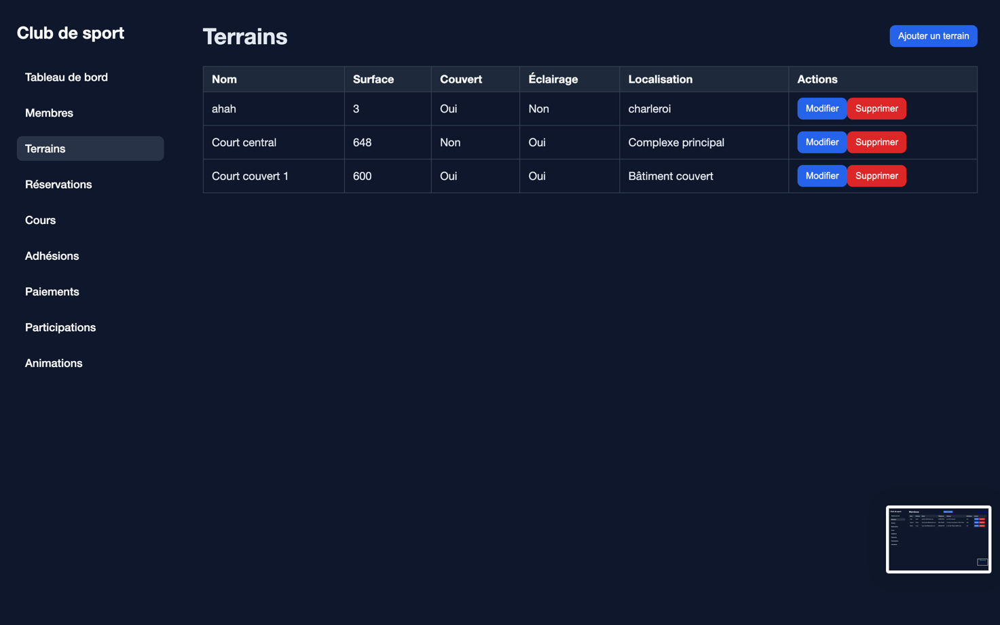 Club de sport
Tableau de bord
Membres
Terrains
Réservations
Cours
Adhésions
Paiements
Participations
Animations
Terrains
Ajouter un terrain
Nom Surface Couvert Éclairage Localisation Actions
ahah 3 Oui Non charleroi Modifier Supprimer
Court central 648 Non Oui Complexe principal Modifier Supprimer
Court couvert 1 600 Oui Oui Bâtiment couvert Modifier Supprimer